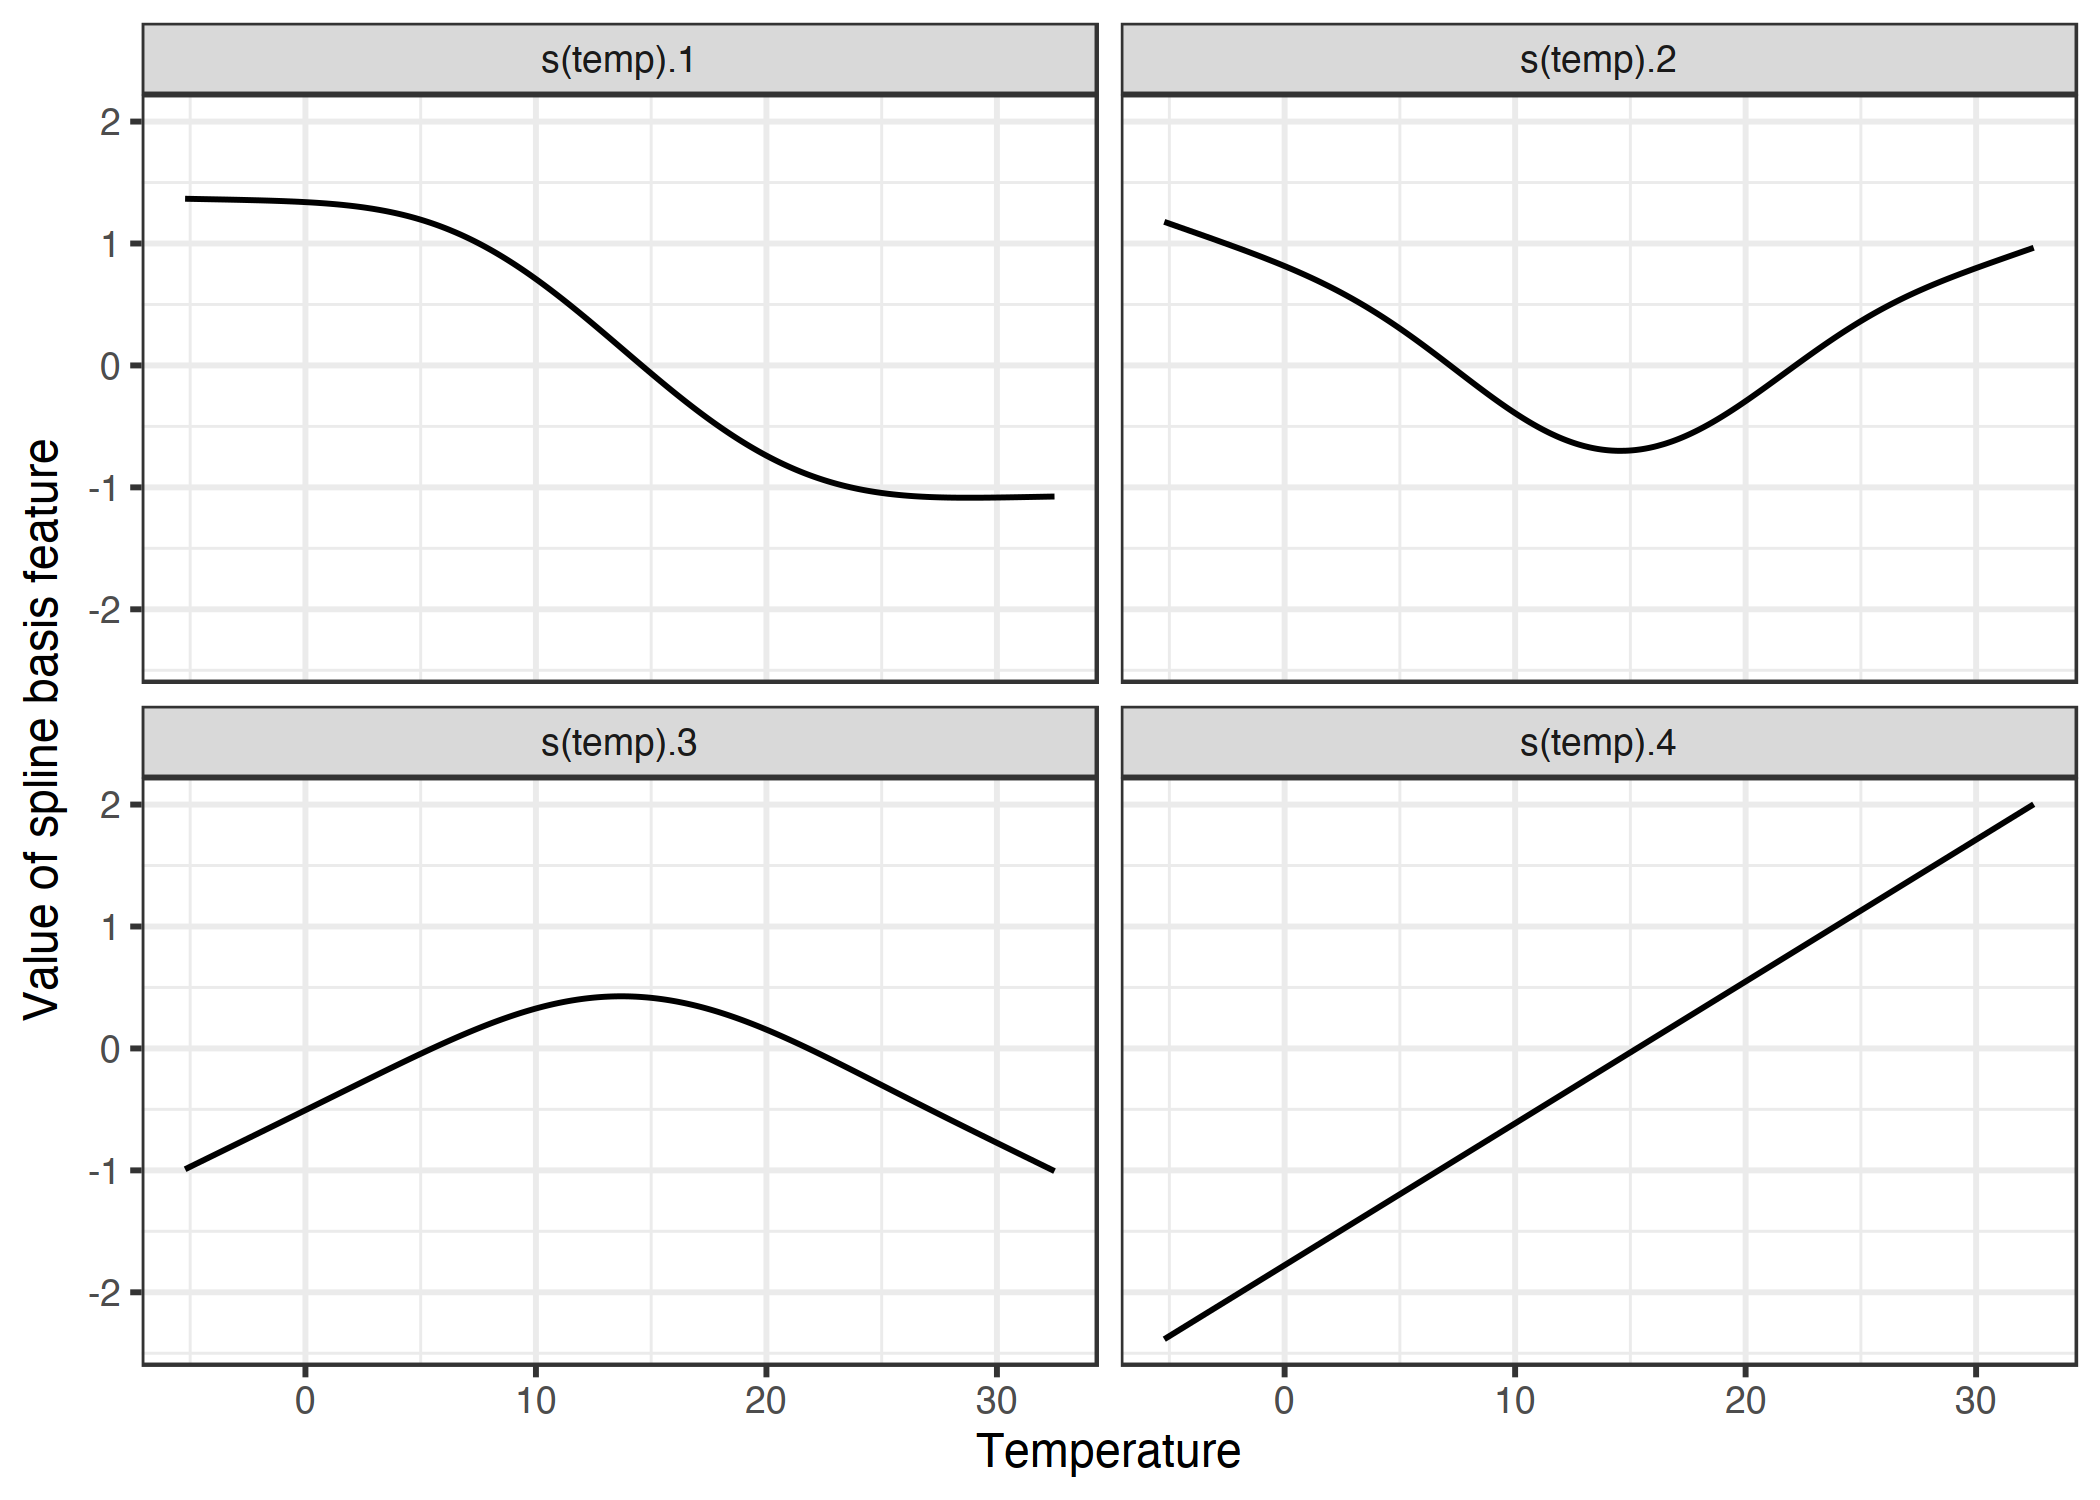 s(temp).1
s(temp).2
2
1
0
-1
-2
s(temp).3
s(temp).4
2
1
0
-1
-2
0 10 20 30
0 10 20 30
Temperature
Value of spline basis feature